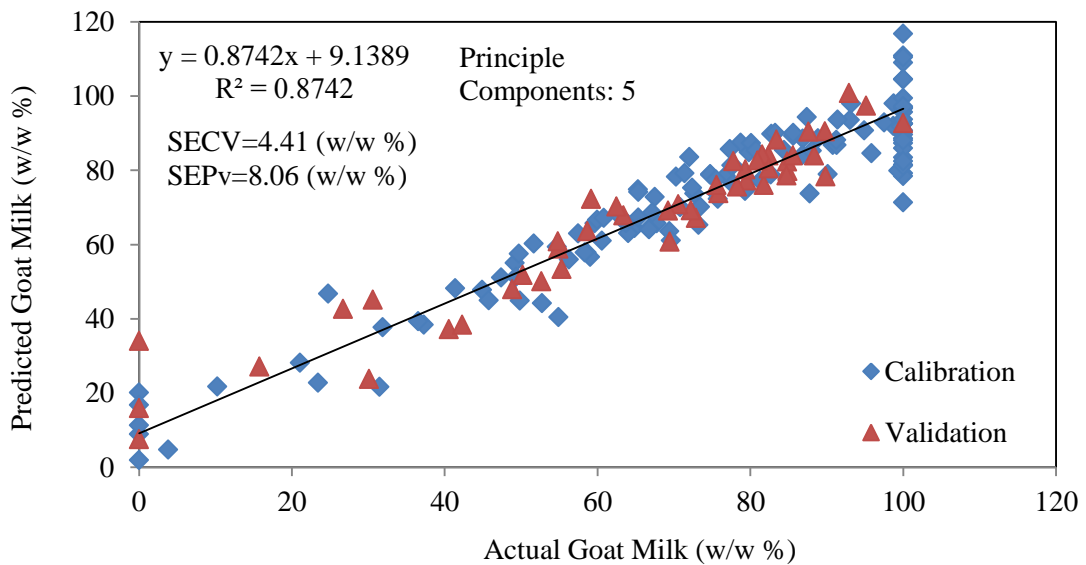 y = 0.8742x + 9.1389
R² = 0.8742
SECV=4.41 (w/w %)
SEPv=8.06 (w/w %)
Principle
Components: 5
Calibration
Validation
Predicted Goat Milk (w/w %)
120
100
80
60
40
20
0
0 20 40 60 80 100 120
Actual Goat Milk (w/w %)